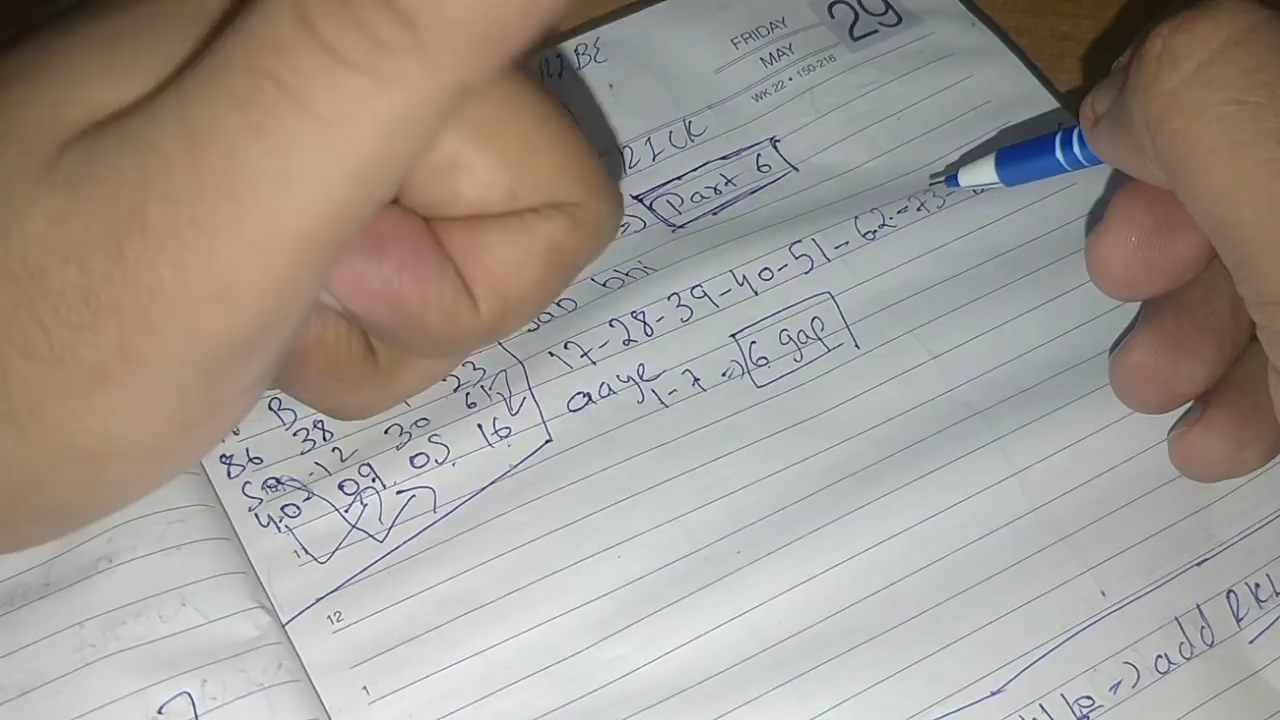 FRIDAY
29
MAY
WK 22 • 150-216
BE
RICK
=> Part 6
Jab bhi
17-28-39-40-51-62-73-
aaye
1-7 => 6 gap
B
23
86 38
12 30 61
40 09 05 16
11
12
1
=> add RKL